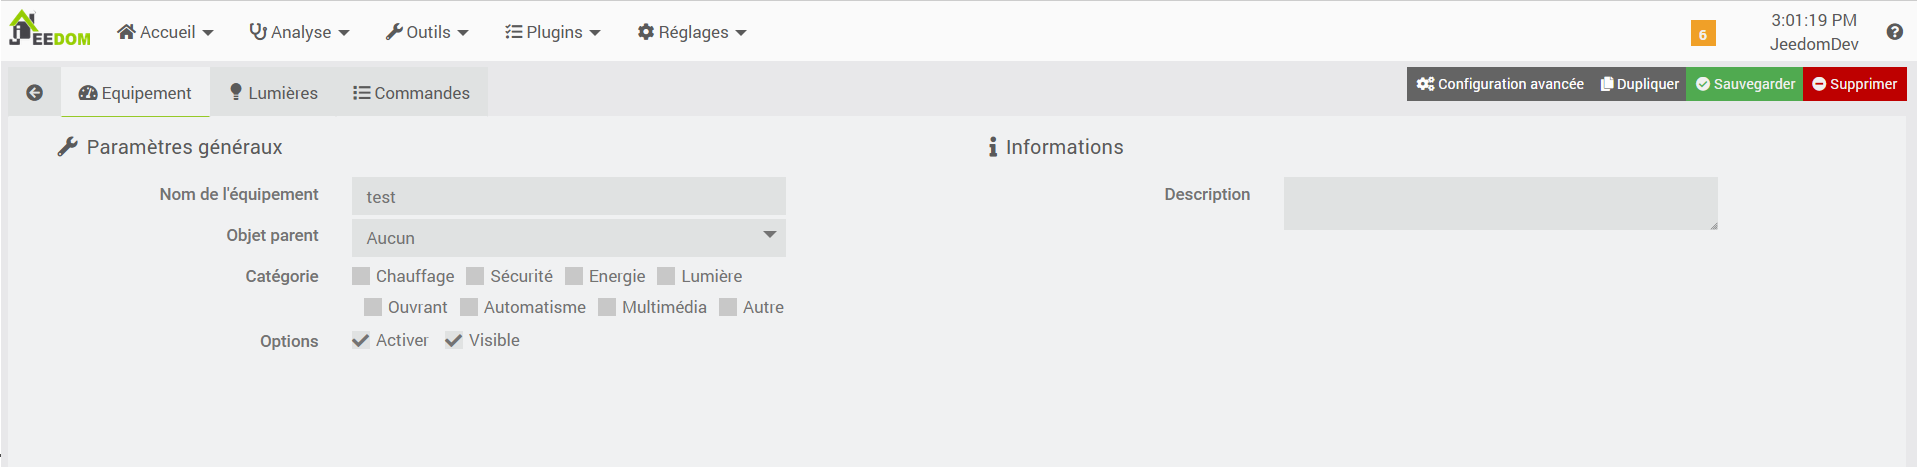 JEEDOM Accueil Analyse Outils Plugins Réglages 6 3:01:19 PM
JeedomDev
Equipement Lumières Commandes Configuration avancée Dupliquer Sauvegarder Supprimer
Paramètres généraux Informations
Nom de l'équipement test Description
Objet parent Aucun
Catégorie Chauffage Sécurité Energie Lumière
Ouvrant Automatisme Multimédia Autre
Options Activer Visible